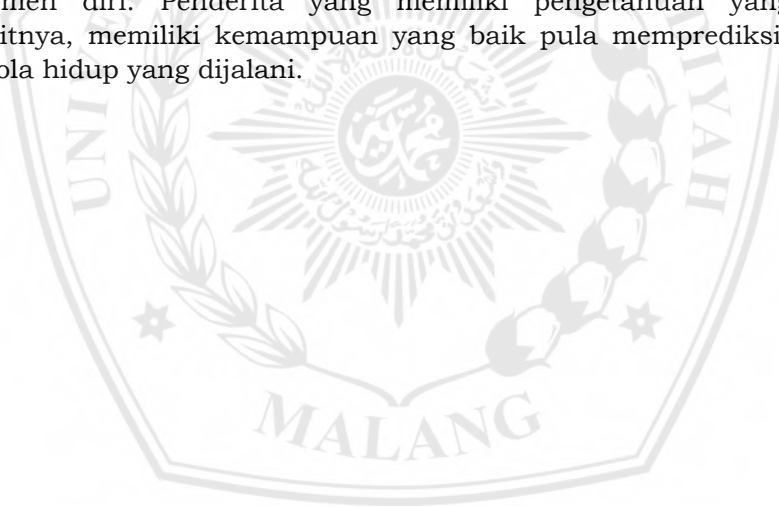 men diri. Penderita yang memiliki pengetahuan yang
itnya, memiliki kemampuan yang baik pula memprediksi
ola hidup yang dijalani.
MALANG